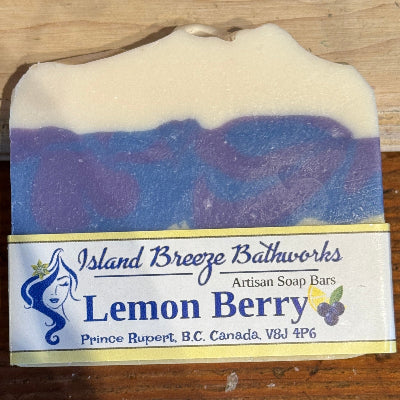 Island Breeze Bathworks
Artisan Soap Bars
Lemon Berry
Prince Rupert, B.C. Canada, V8J 4P6